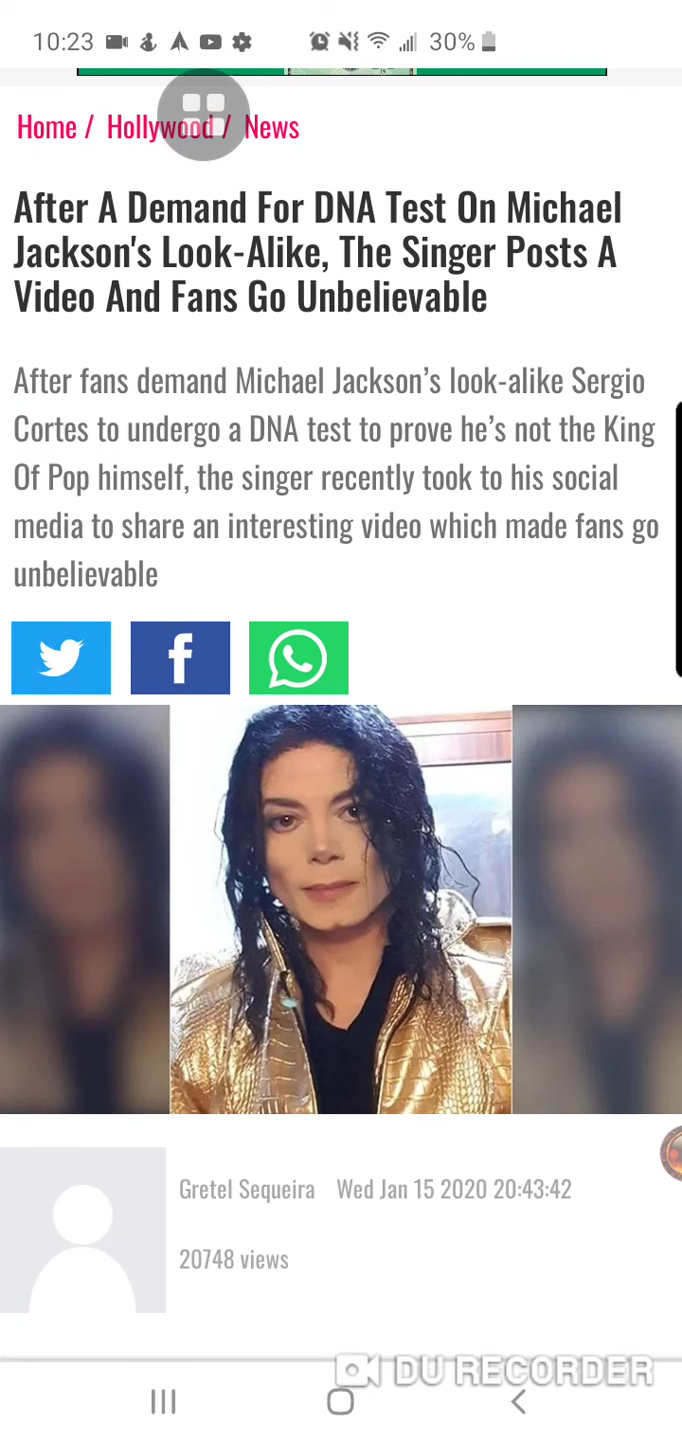 10:23
30%
Home / Hollywood / News
After A Demand For DNA Test On Michael
Jackson's Look-Alike, The Singer Posts A
Video And Fans Go Unbelievable
After fans demand Michael Jackson’s look-alike Sergio
Cortes to undergo a DNA test to prove he’s not the King
Of Pop himself, the singer recently took to his social
media to share an interesting video which made fans go
unbelievable
Gretel Sequeira Wed Jan 15 2020 20:43:42
20748 views
DU RECORDER